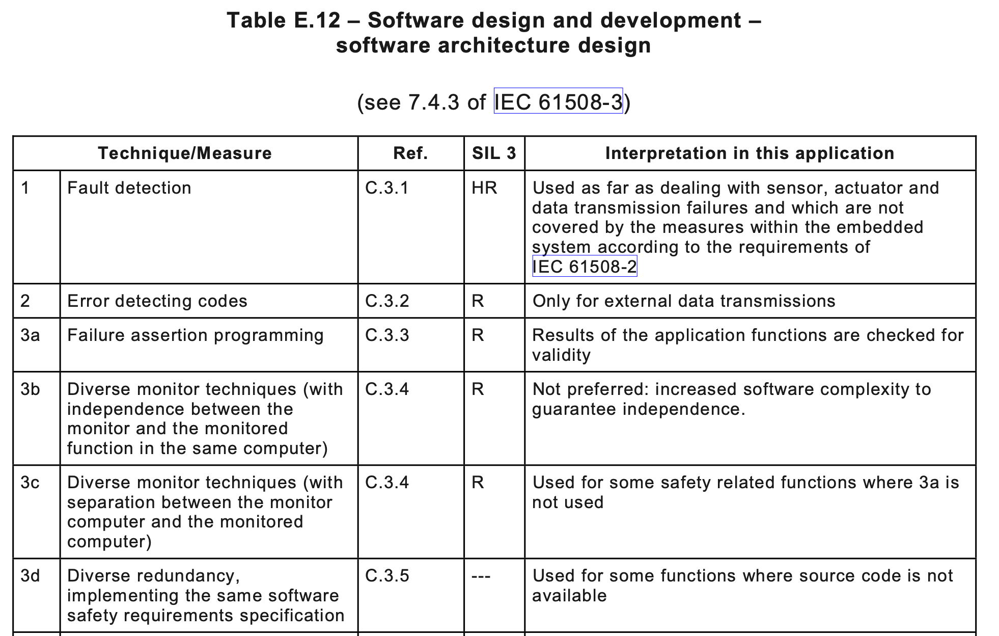 Table E.12 – Software design and development –
software architecture design
(see 7.4.3 of IEC 61508-3)
Technique/Measure Ref. SIL 3 Interpretation in this application
1 Fault detection C.3.1 HR Used as far as dealing with sensor, actuator and
data transmission failures and which are not
covered by the measures within the embedded
system according to the requirements of
IEC 61508-2
2 Error detecting codes C.3.2 R Only for external data transmissions
3a Failure assertion programming C.3.3 R Results of the application functions are checked for
validity
3b Diverse monitor techniques (with C.3.4 R Not preferred: increased software complexity to
independence between the guarantee independence.
monitor and the monitored
function in the same computer)
3c Diverse monitor techniques (with C.3.4 R Used for some safety related functions where 3a is
separation between the monitor not used
computer and the monitored
computer)
3d Diverse redundancy, C.3.5 --- Used for some functions where source code is not
implementing the same software available
safety requirements specification